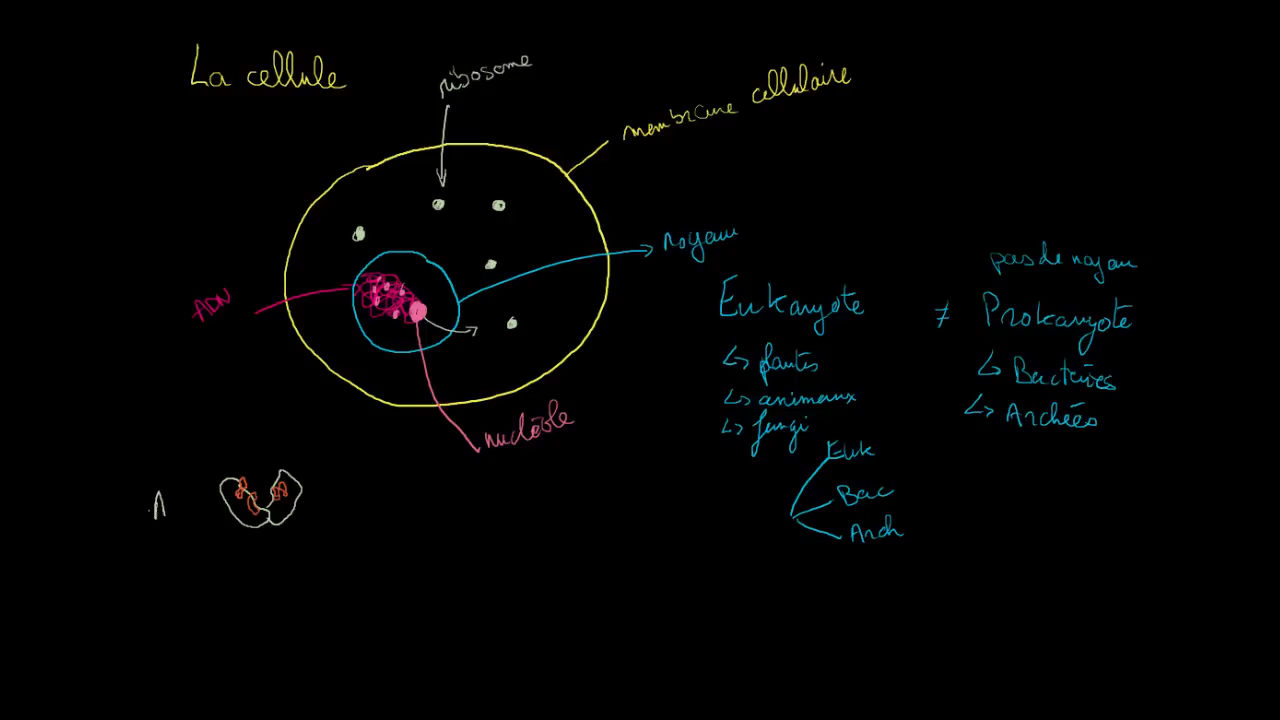 La cellule
ribosome
membrane cellulaire
noyau
ADN
nucléole
pas de noyau
Eukaryote ≠ Prokaryote
↳ plantes
↳ animaux
↳ fungi
↳ Bactéries
↳ Archées
Euk
Bac
Arch